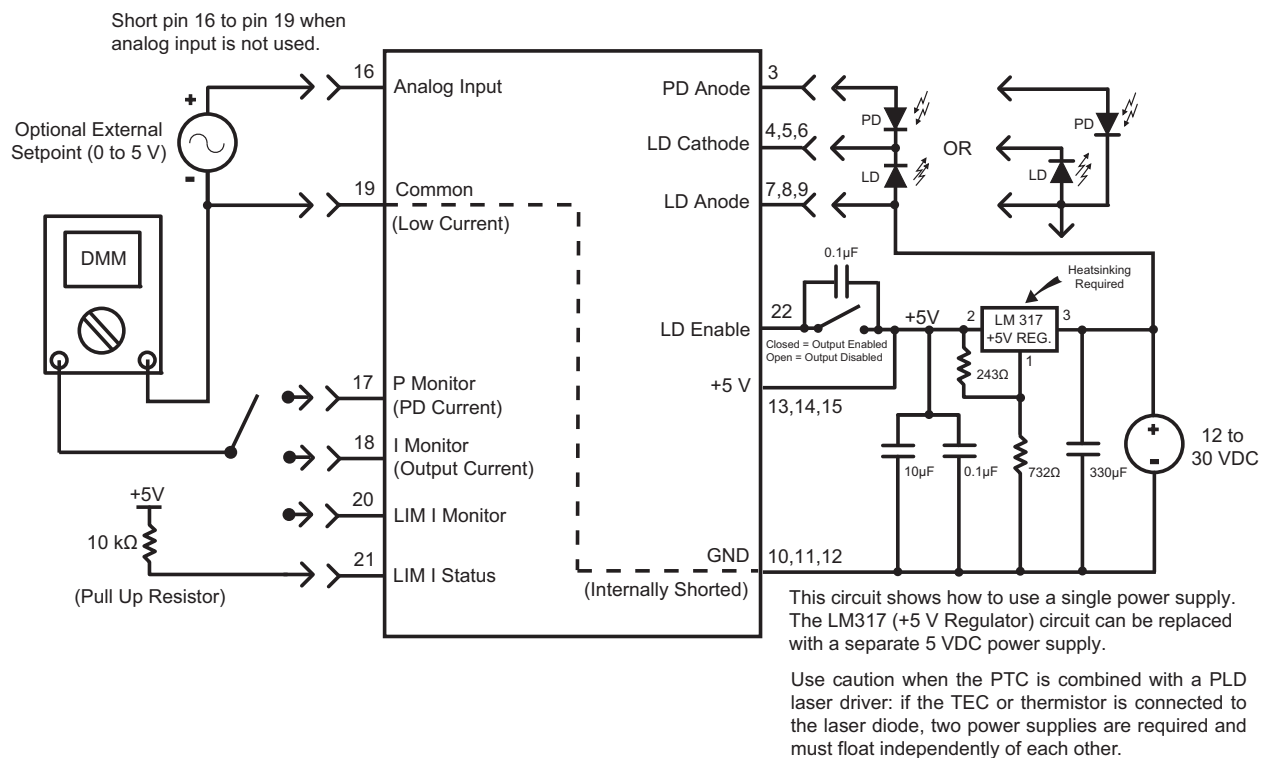 Short pin 16 to pin 19 when
analog input is not used.
16
Analog Input
+
Optional External
Setpoint (0 to 5 V)
-
19
Common
(Low Current)
DMM
17
P Monitor
(PD Current)
18
I Monitor
(Output Current)
20
LIM I Monitor
+5V
10 kΩ
21
LIM I Status
(Pull Up Resistor)
PD Anode
3
LD Cathode
4,5,6
LD Anode
7,8,9
PD
LD
OR
PD
LD
0.1µF
LD Enable
22
Closed = Output Enabled
Open = Output Disabled
+5V
2
LM 317
+5V REG.
3
1
Heatsinking
Required
+5 V
13,14,15
243Ω
10µF
0.1µF
732Ω
330µF
+
-
12 to
30 VDC
GND
10,11,12
(Internally Shorted)
This circuit shows how to use a single power supply.
The LM317 (+5 V Regulator) circuit can be replaced
with a separate 5 VDC power supply.
Use caution when the PTC is combined with a PLD
laser driver: if the TEC or thermistor is connected to
the laser diode, two power supplies are required and
must float independently of each other.